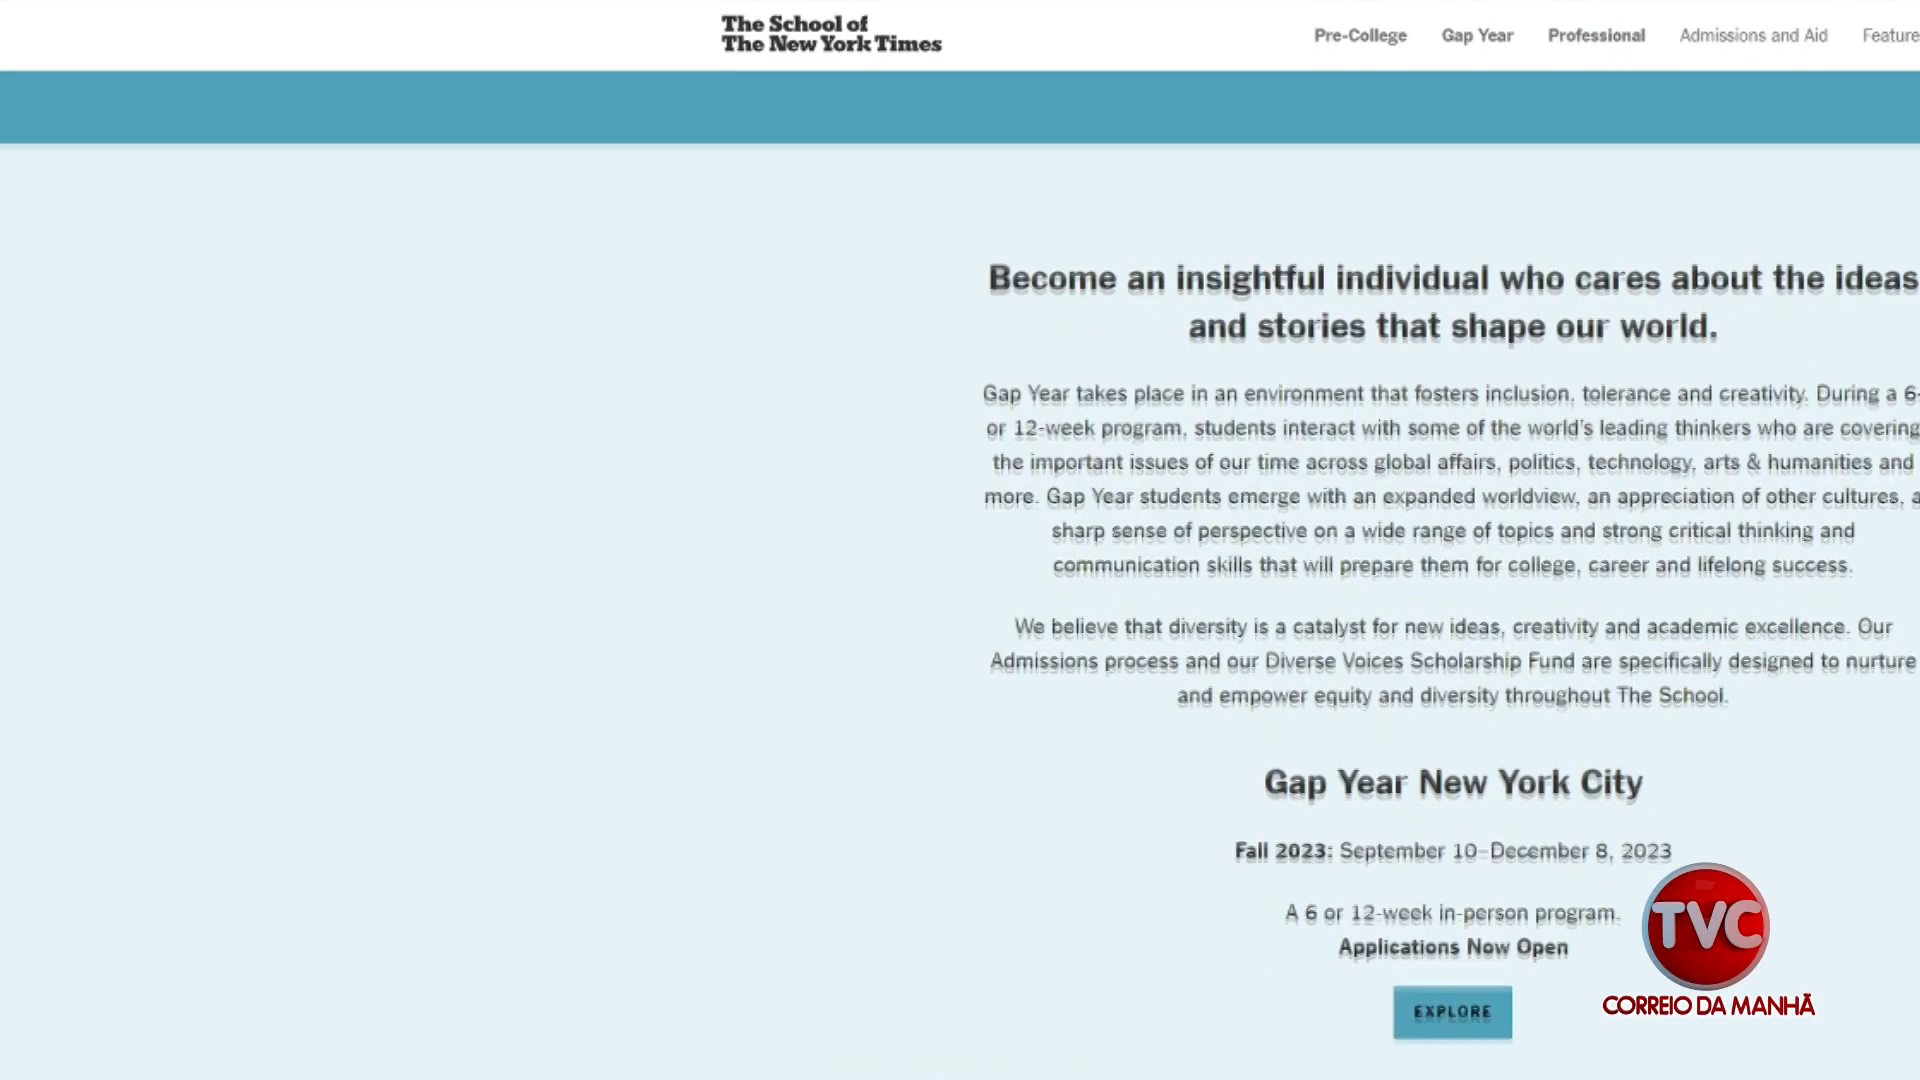 The School of
The New York Times
Pre-College Gap Year Professional Admissions and Aid Feature
Become an insightful individual who cares about the ideas
and stories that shape our world.
Gap Year takes place in an environment that fosters inclusion, tolerance and creativity. During a 6-
or 12-week program, students interact with some of the world's leading thinkers who are covering
the important issues of our time across global affairs, politics, technology, arts & humanities and
more. Gap Year students emerge with an expanded worldview, an appreciation of other cultures, a
sharp sense of perspective on a wide range of topics and strong critical thinking and
communication skills that will prepare them for college, career and lifelong success.
We believe that diversity is a catalyst for new ideas, creativity and academic excellence. Our
Admissions process and our Diverse Voices Scholarship Fund are specifically designed to nurture
and empower equity and diversity throughout The School.
Gap Year New York City
Fall 2023: September 10–December 8, 2023
A 6 or 12-week in-person program.
Applications Now Open
EXPLORE
TVC
CORREIO DA MANHÃ